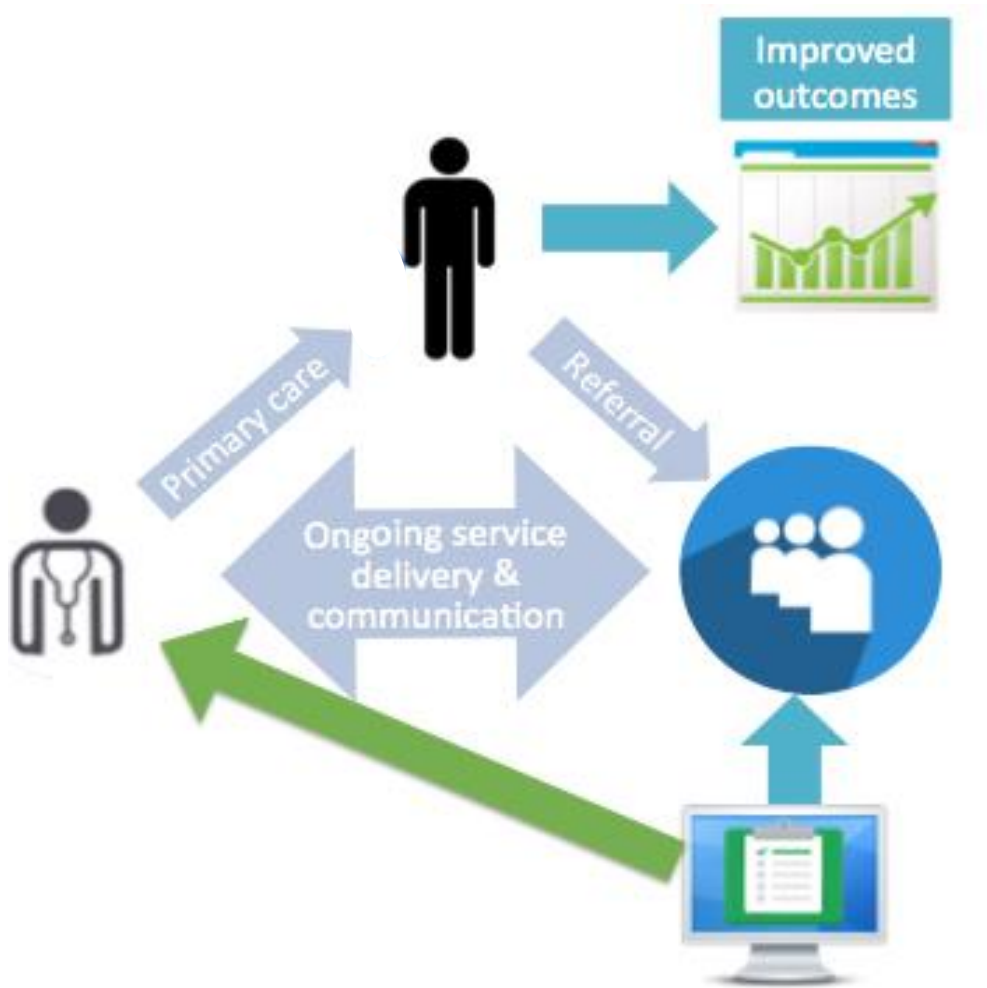 Improved
outcomes
Primary care
Referral
Ongoing service
delivery &
communication